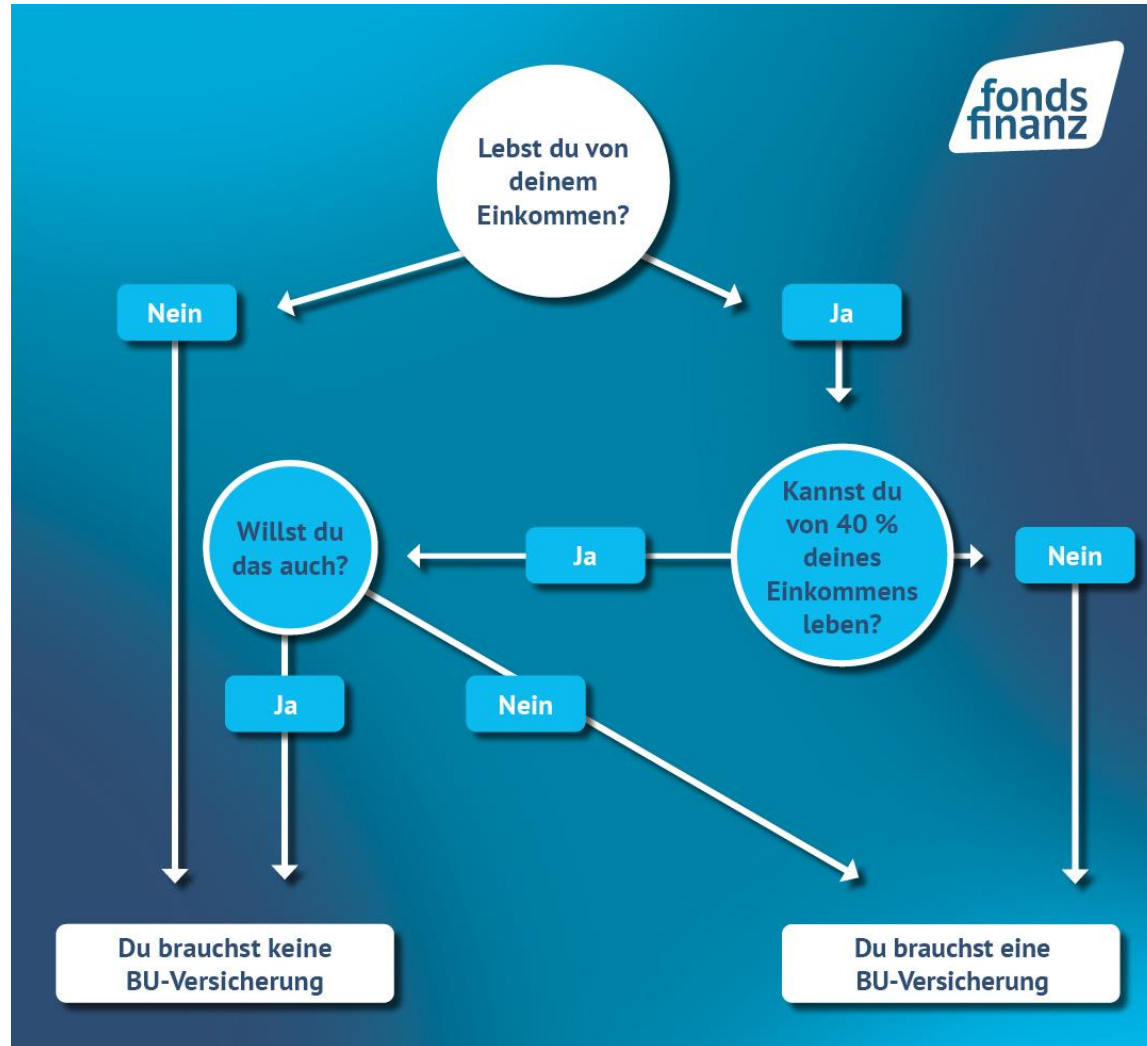 fonds
finanz
Lebst du von
deinem
Einkommen?
Nein
Ja
Willst du
das auch?
Ja
Kannst du
von 40 %
deines
Einkommens
leben?
Nein
Ja
Nein
Du brauchst keine
BU-Versicherung
Du brauchst eine
BU-Versicherung